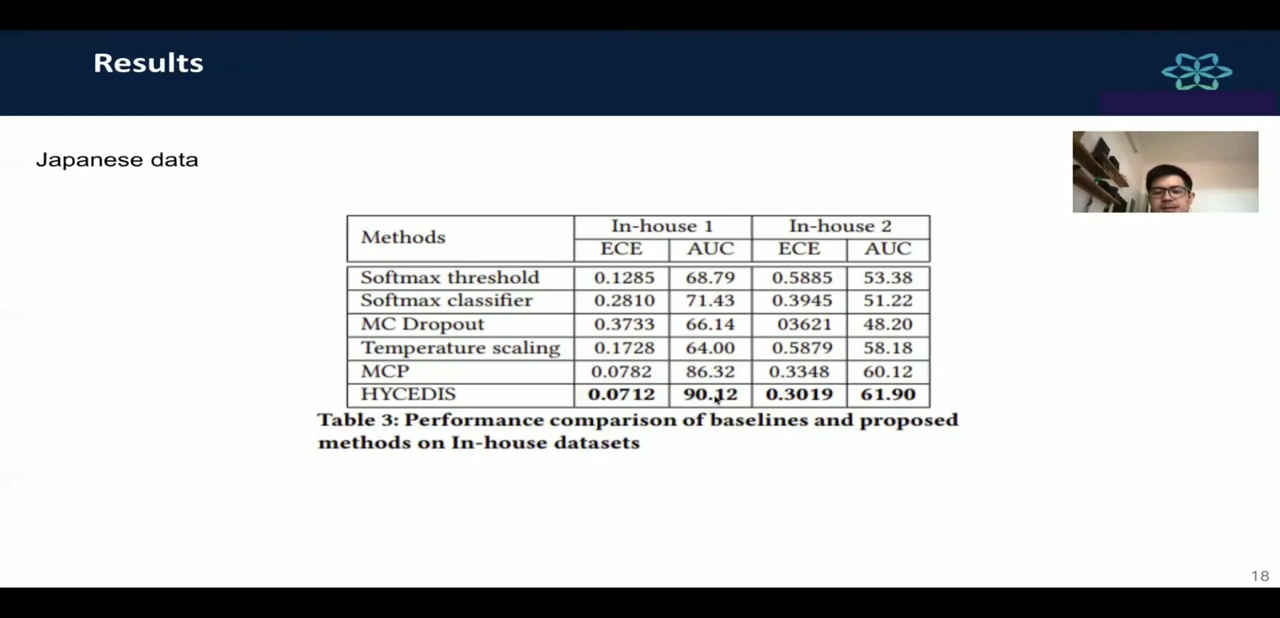 Results
Japanese data
Methods In-house 1 In-house 2
ECE AUC ECE AUC
Softmax threshold 0.1285 68.79 0.5885 53.38
Softmax classifier 0.2810 71.43 0.3945 51.22
MC Dropout 0.3733 66.14 03621 48.20
Temperature scaling 0.1728 64.00 0.5879 58.18
MCP 0.0782 86.32 0.3348 60.12
HYCEDIS 0.0712 90.12 0.3019 61.90
Table 3: Performance comparison of baselines and proposed
methods on In-house datasets
18